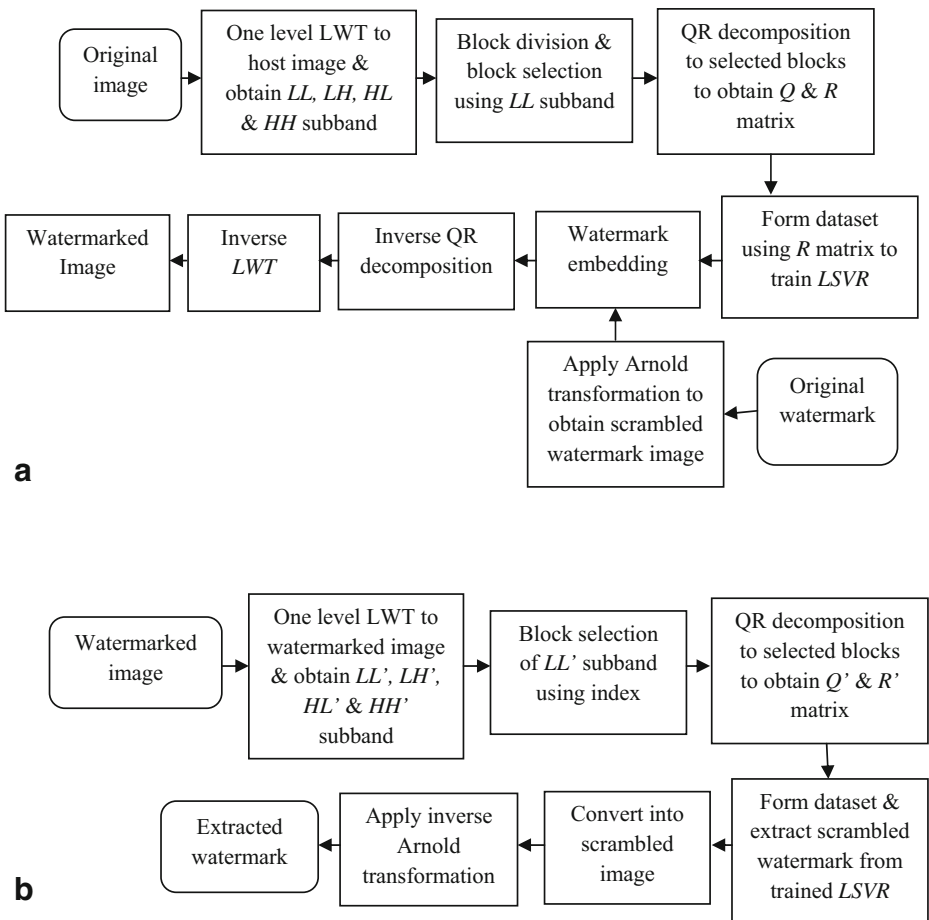 Original
image
One level LWT to
host image &
obtain LL, LH, HL
& HH subband
Block division &
block selection
using LL subband
QR decomposition
to selected blocks
to obtain Q & R
matrix
Form dataset
using R matrix to
train LSVR
Watermark
embedding
Inverse QR
decomposition
Inverse
LWT
Watermarked
Image
Apply Arnold
transformation to
obtain scrambled
watermark image
Original
watermark
a
Watermarked
image
One level LWT to
watermarked image
& obtain LL’, LH’,
HL’ & HH’
subband
Block selection
of LL’ subband
using index
QR decomposition
to selected blocks
to obtain Q’ & R’
matrix
Form dataset &
extract scrambled
watermark from
trained LSVR
Convert into
scrambled
image
Apply inverse
Arnold
transformation
Extracted
watermark
b